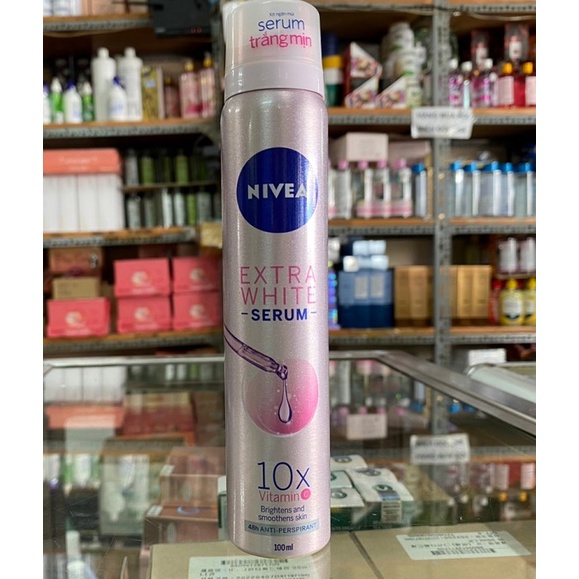 serum
trắng mịn
NIVEA
EXTRA
WHITE
SERUM
10x
Vitamin C
Brightens and
smoothens skin
48h ANTI-PERSPIRANT
100ml